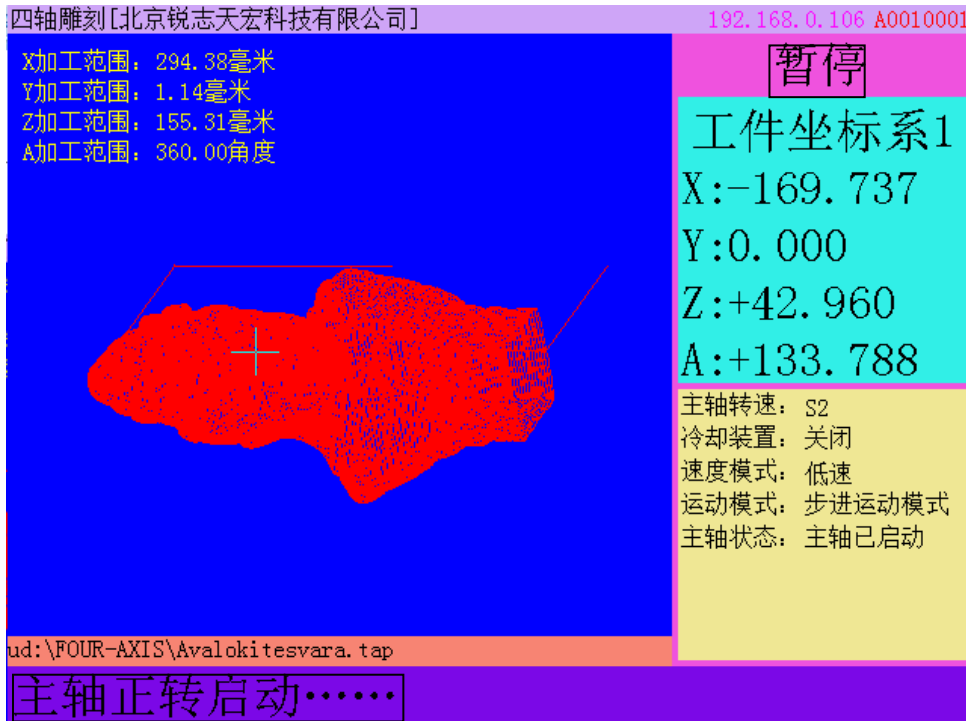 四轴雕刻[北京锐志天宏科技有限公司]
192.168.0.106 A0010001
X加工范围：294.38毫米
Y加工范围：1.14毫米
Z加工范围：155.31毫米
A加工范围：360.00角度
暂停
工件坐标系1
X:-169.737
Y:0.000
Z:+42.960
A:+133.788
主轴转速：S2
冷却装置：关闭
速度模式：低速
运动模式：步进运动模式
主轴状态：主轴已启动
ud:\FOUR-AXIS\Avalokitesvara.tap
主轴正转启动……